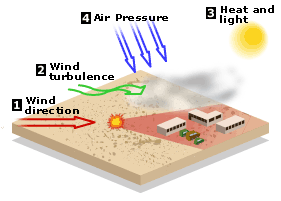 4 Air Pressure
3 Heat and
light
2 Wind
turbulence
1 Wind
direction